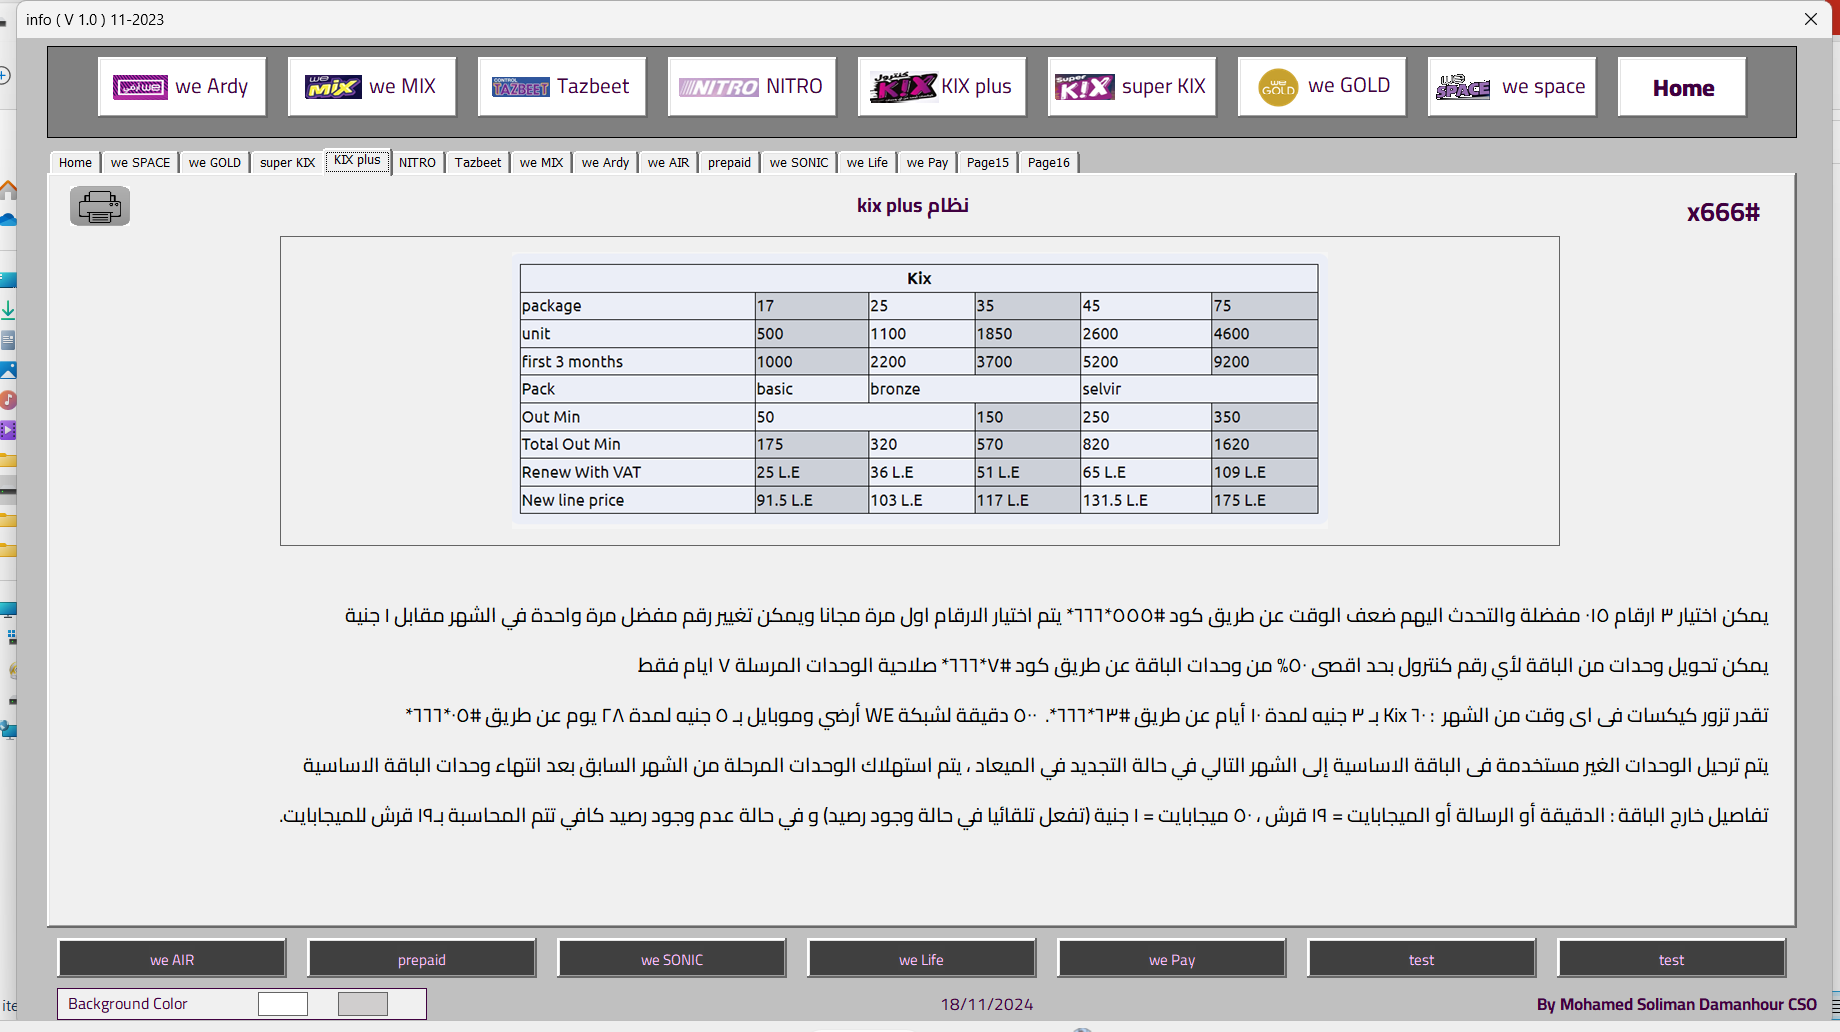 info ( V 1.0 ) 11-2023
we Ardy
we MIX
Tazbeet
NITRO
KIX plus
super KIX
we GOLD
we space
Home
Home
we SPACE
we GOLD
super KIX
KIX plus
NITRO
Tazbeet
we MIX
we Ardy
we AIR
prepaid
we SONIC
we Life
we Pay
Page15
Page16
نظام kix plus
x666#
Kix
package 17 25 35 45 75
unit 500 1100 1850 2600 4600
first 3 months 1000 2200 3700 5200 9200
Pack basic bronze selvir
Out Min 50 150 250 350
Total Out Min 175 320 570 820 1620
Renew With VAT 25 L.E 36 L.E 51 L.E 65 L.E 109 L.E
New line price 91.5 L.E 103 L.E 117 L.E 131.5 L.E 175 L.E
يمكن اختيار ٣ ارقام ٠١٥ مفضلة والتحدث اليهم ضعف الوقت عن طريق كود #٥٥٥*٦٦٦* يتم اختيار الارقام اول مرة مجانا ويمكن تغيير رقم مفضل مرة واحدة في الشهر مقابل ١ جنية
يمكن تحويل وحدات من الباقة لأي رقم كنترول بحد اقصى ٥٠% من وحدات الباقة عن طريق كود #٧*٦٦٦* صلاحية الوحدات المرسلة ٧ ايام فقط
تقدر تزور كيكسات فى اى وقت من الشهر : ٦٠ Kix بـ ٣ جنيه لمدة ١٠ أيام عن طريق #٦٣*٦٦٦*. ٥٠٠ دقيقة لشبكة WE أرضي وموبايل بـ ٥ جنيه لمدة ٢٨ يوم عن طريق #٠٥*٦٦٦*
يتم ترحيل الوحدات الغير مستخدمة فى الباقة الاساسية إلى الشهر التالي في حالة التجديد في الميعاد ، يتم استهلاك الوحدات المرحلة من الشهر السابق بعد انتهاء وحدات الباقة الاساسية
تفاصيل خارج الباقة : الدقيقة أو الرسالة أو الميجابايت = ١٩ قرش ، ٥٠ ميجابايت = ١ جنية (تفعل تلقائيا في حالة وجود رصيد) و في حالة عدم وجود رصيد كافي تتم المحاسبة بـ١٩ قرش للميجابايت.
we AIR
prepaid
we SONIC
we Life
we Pay
test
test
Background Color
18/11/2024
By Mohamed Soliman Damanhour CSO